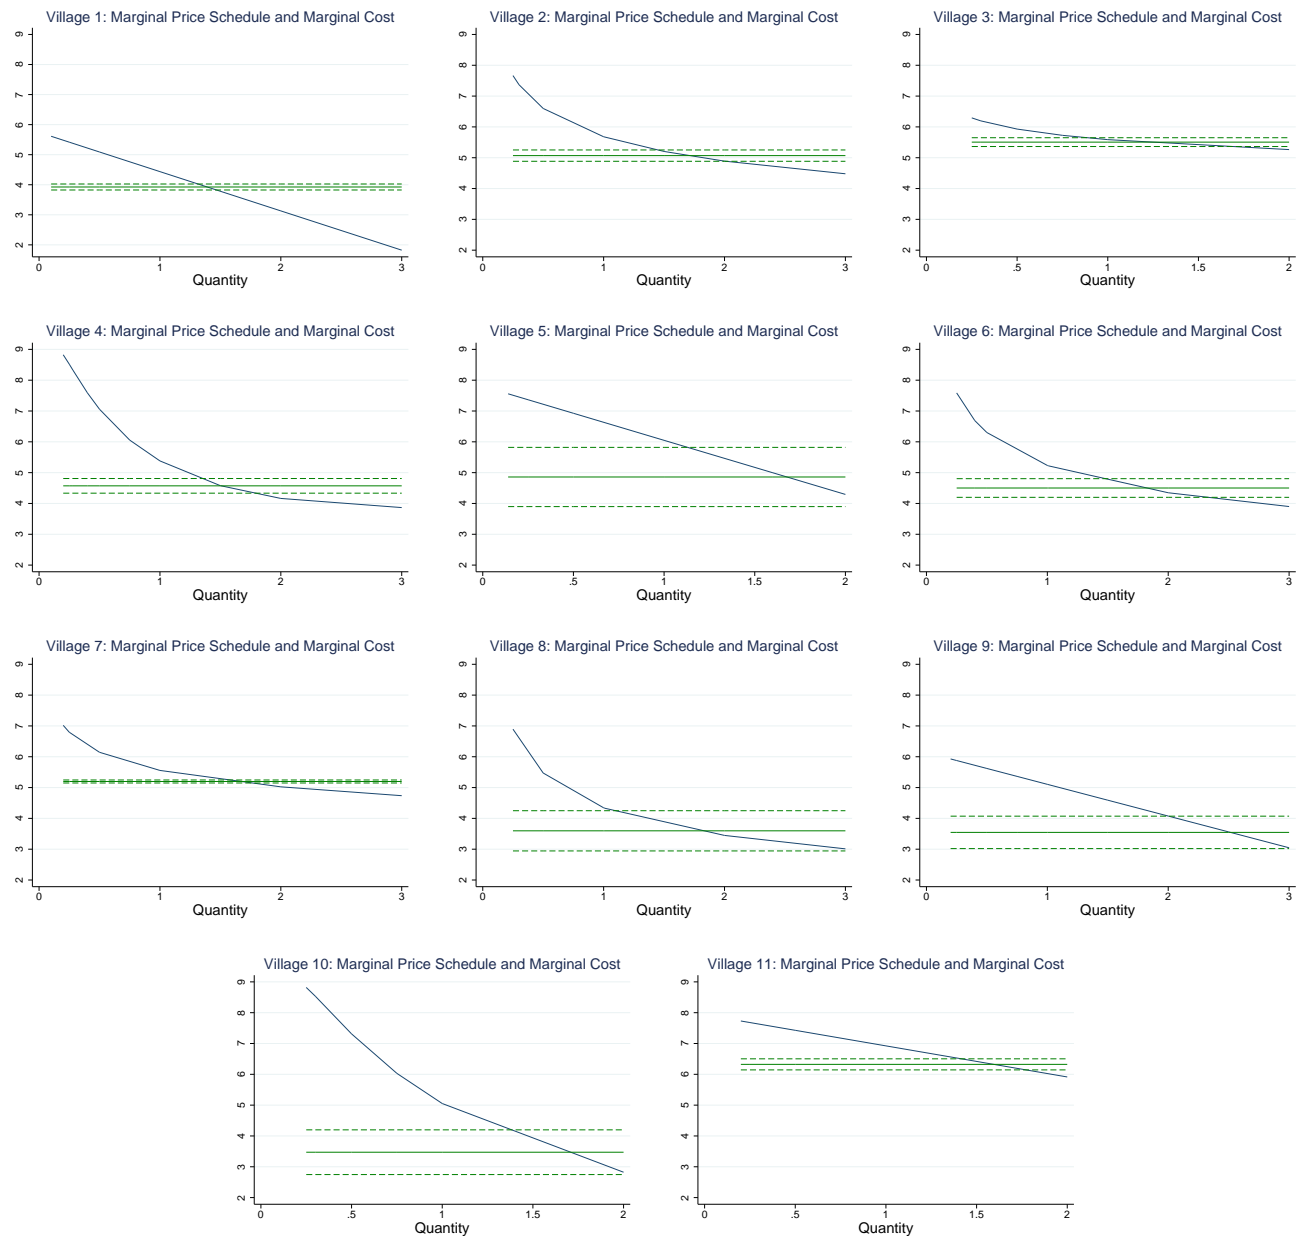 Village 1: Marginal Price Schedule and Marginal Cost
9
8
7
6
5
4
3
2
0 1 2 3
Quantity
Village 2: Marginal Price Schedule and Marginal Cost
9
8
7
6
5
4
3
2
0 1 2 3
Quantity
Village 3: Marginal Price Schedule and Marginal Cost
9
8
7
6
5
4
3
2
0 .5 1 1.5 2
Quantity
Village 4: Marginal Price Schedule and Marginal Cost
9
8
7
6
5
4
3
2
0 1 2 3
Quantity
Village 5: Marginal Price Schedule and Marginal Cost
9
8
7
6
5
4
3
2
0 .5 1 1.5 2
Quantity
Village 6: Marginal Price Schedule and Marginal Cost
9
8
7
6
5
4
3
2
0 1 2 3
Quantity
Village 7: Marginal Price Schedule and Marginal Cost
9
8
7
6
5
4
3
2
0 1 2 3
Quantity
Village 8: Marginal Price Schedule and Marginal Cost
9
8
7
6
5
4
3
2
0 1 2 3
Quantity
Village 9: Marginal Price Schedule and Marginal Cost
9
8
7
6
5
4
3
2
0 1 2 3
Quantity
Village 10: Marginal Price Schedule and Marginal Cost
9
8
7
6
5
4
3
2
0 .5 1 1.5 2
Quantity
Village 11: Marginal Price Schedule and Marginal Cost
9
8
7
6
5
4
3
2
0 .5 1 1.5 2
Quantity